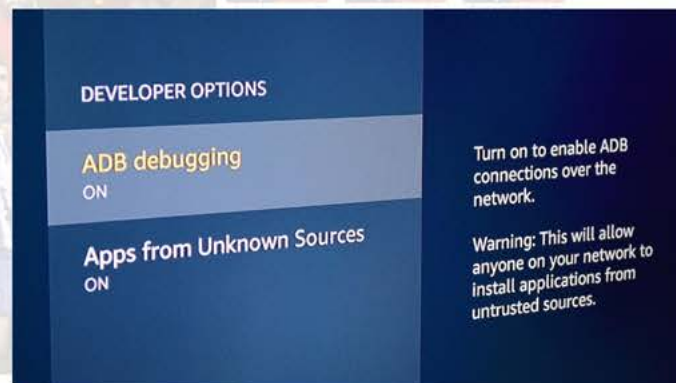 DEVELOPER OPTIONS
ADB debugging
ON
Apps from Unknown Sources
ON
Turn on to enable ADB
connections over the
network.
Warning: This will allow
anyone on your network to
install applications from
untrusted sources.